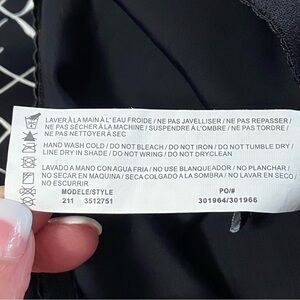 LAVER À LA MAIN À L' EAU FROIDE / NE PAS JAVELLISER / NE PAS REPASSER /
NE PAS SÉCHER À LA MACHINE / SUSPENDRE À L'OMBRE / NE PAS TORDRE /
NE PAS NETTOYER À SEC
HAND WASH COLD / DO NOT BLEACH / DO NOT IRON / DO NOT TUMBLE DRY /
LINE DRY IN SHADE / DO NOT WRING / DO NOT DRYCLEAN
LAVADO A MANO CON AGUA FRIA / NO USE BLANQUEADOR / NO PLANCHAR /
NO SECAR EN MAQUINA / SECA COLGADO A LA SOMBRA / NO LAVAR EN SECO /
NO ESCURRIR
MODELE/STYLE PO/#
211 3512751 301964/301966